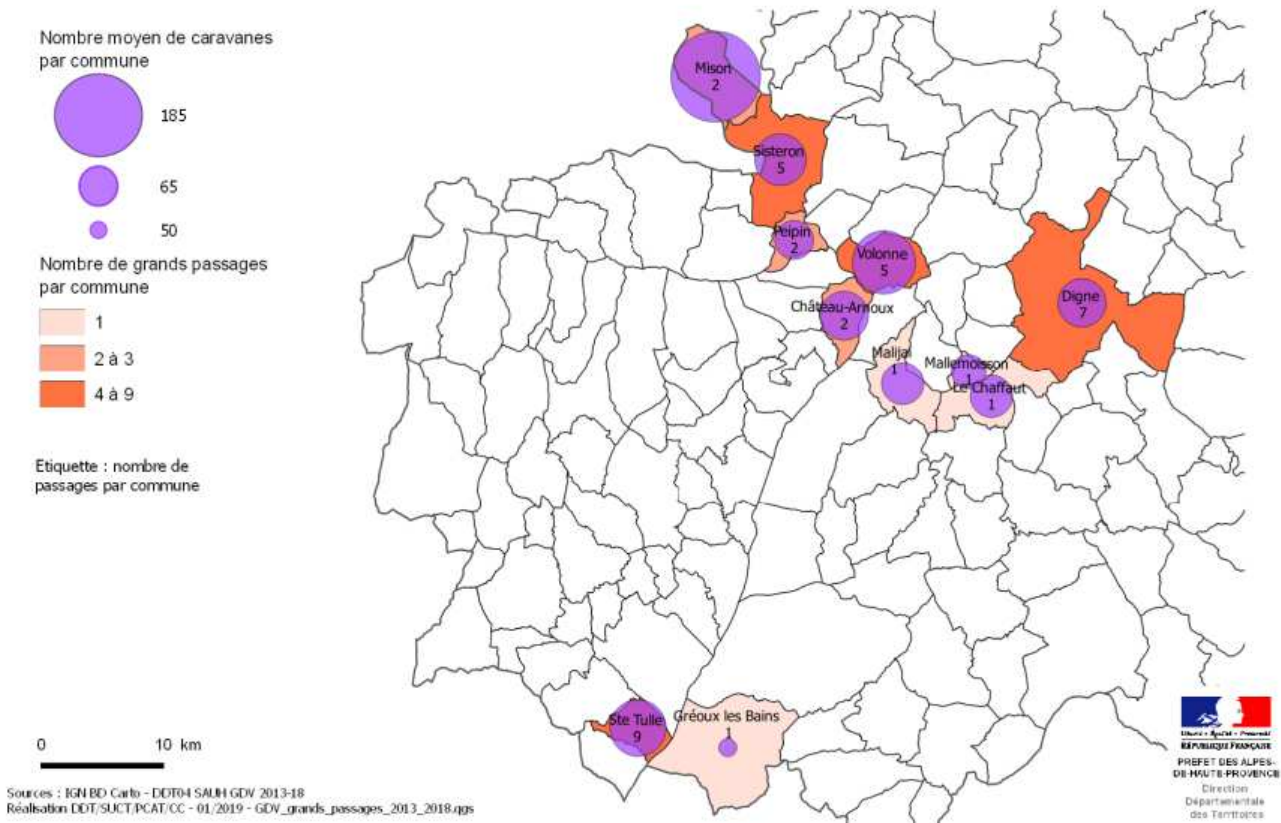 Nombre moyen de caravanes
par commune
185
65
50
Nombre de grands passages
par commune
1
2 à 3
4 à 9
Etiquette : nombre de
passages par commune
Mison
2
Sisteron
5
Peipin
2
Volonne
5
Château-Arnoux
2
Digne
7
Malijai
1
Mallemoisson
1
Le Chaffaut
1
Ste Tulle
9
Gréoux les Bains
1
0 10 km
Sources : IGN BD Carto - DDT04 SAUH GDV 2013-18
Réalisation DDT/SUCT/PCAT/CC - 01/2019 - GDV_grands_passages_2013_2018.qgs
Liberté • Égalité • Fraternité
RÉPUBLIQUE FRANÇAISE
PREFET DES ALPES-
DE-HAUTE-PROVENCE
Direction
Départementale
des Territoires